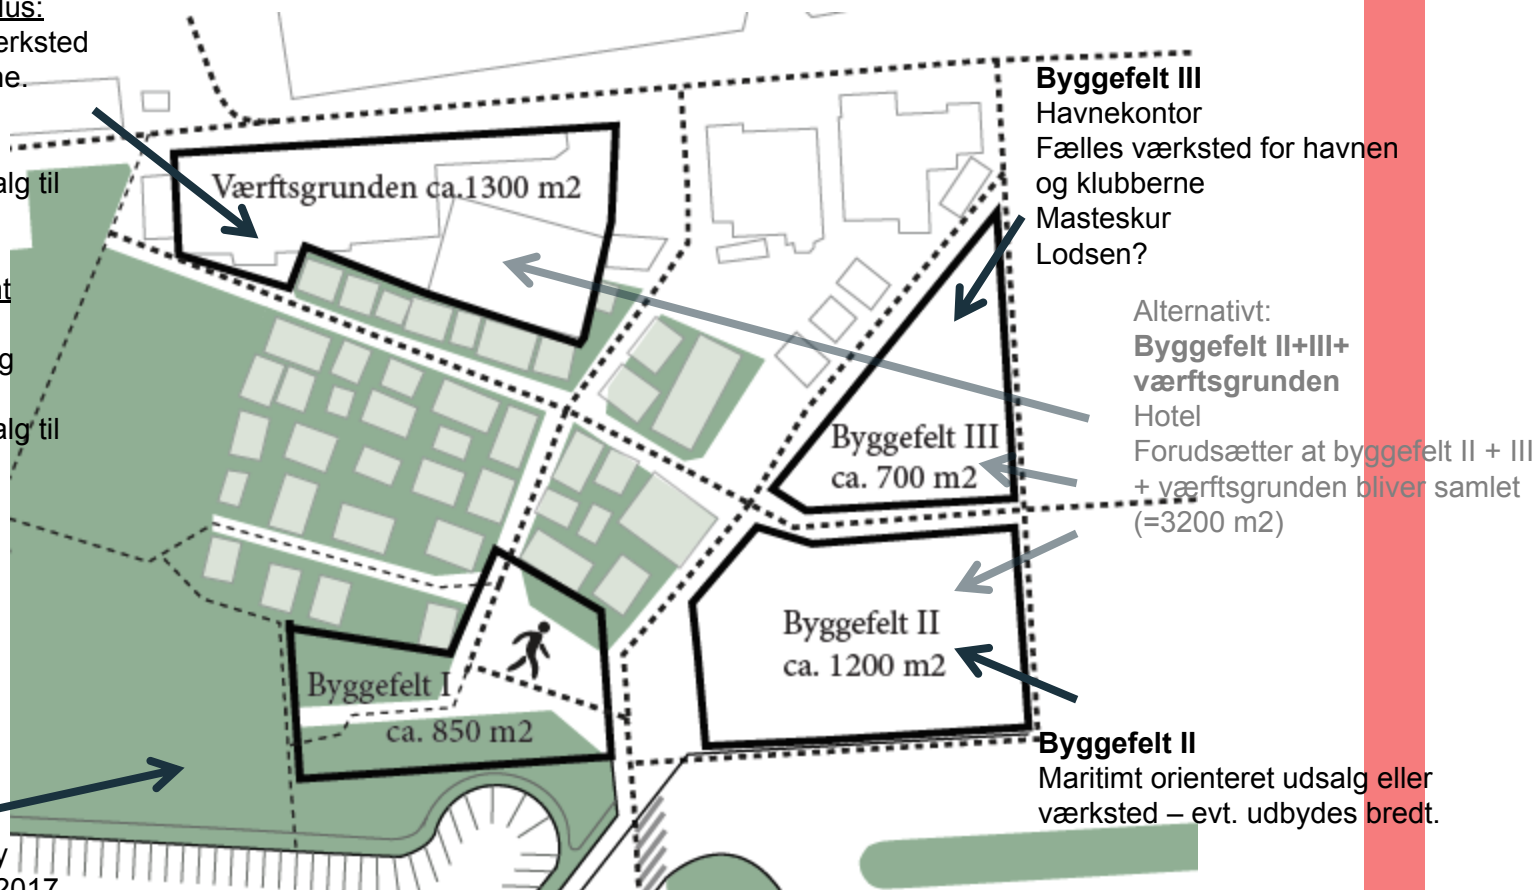 erksted
ne.
alg til
g
alg til
2017
Værftsgrunden ca.1300 m2
Byggefelt III
Havnekontor
Fælles værksted for havnen
og klubberne
Masteskur
Lodsen?
Alternativt:
Byggefelt II+III+
værftsgrunden
Hotel
Forudsætter at byggefelt II + III
+ værftsgrunden bliver samlet
(=3200 m2)
Byggefelt III
ca. 700 m2
Byggefelt II
ca. 1200 m2
Byggefelt I
ca. 850 m2
Byggefelt II
Maritimt orienteret udsalg eller
værksted – evt. udbydes bredt.